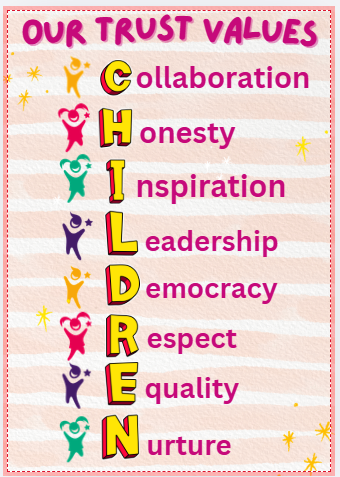 OUR TRUST VALUES
Collaboration
Honesty
Inspiration
Leadership
Democracy
Respect
Equality
Nurture